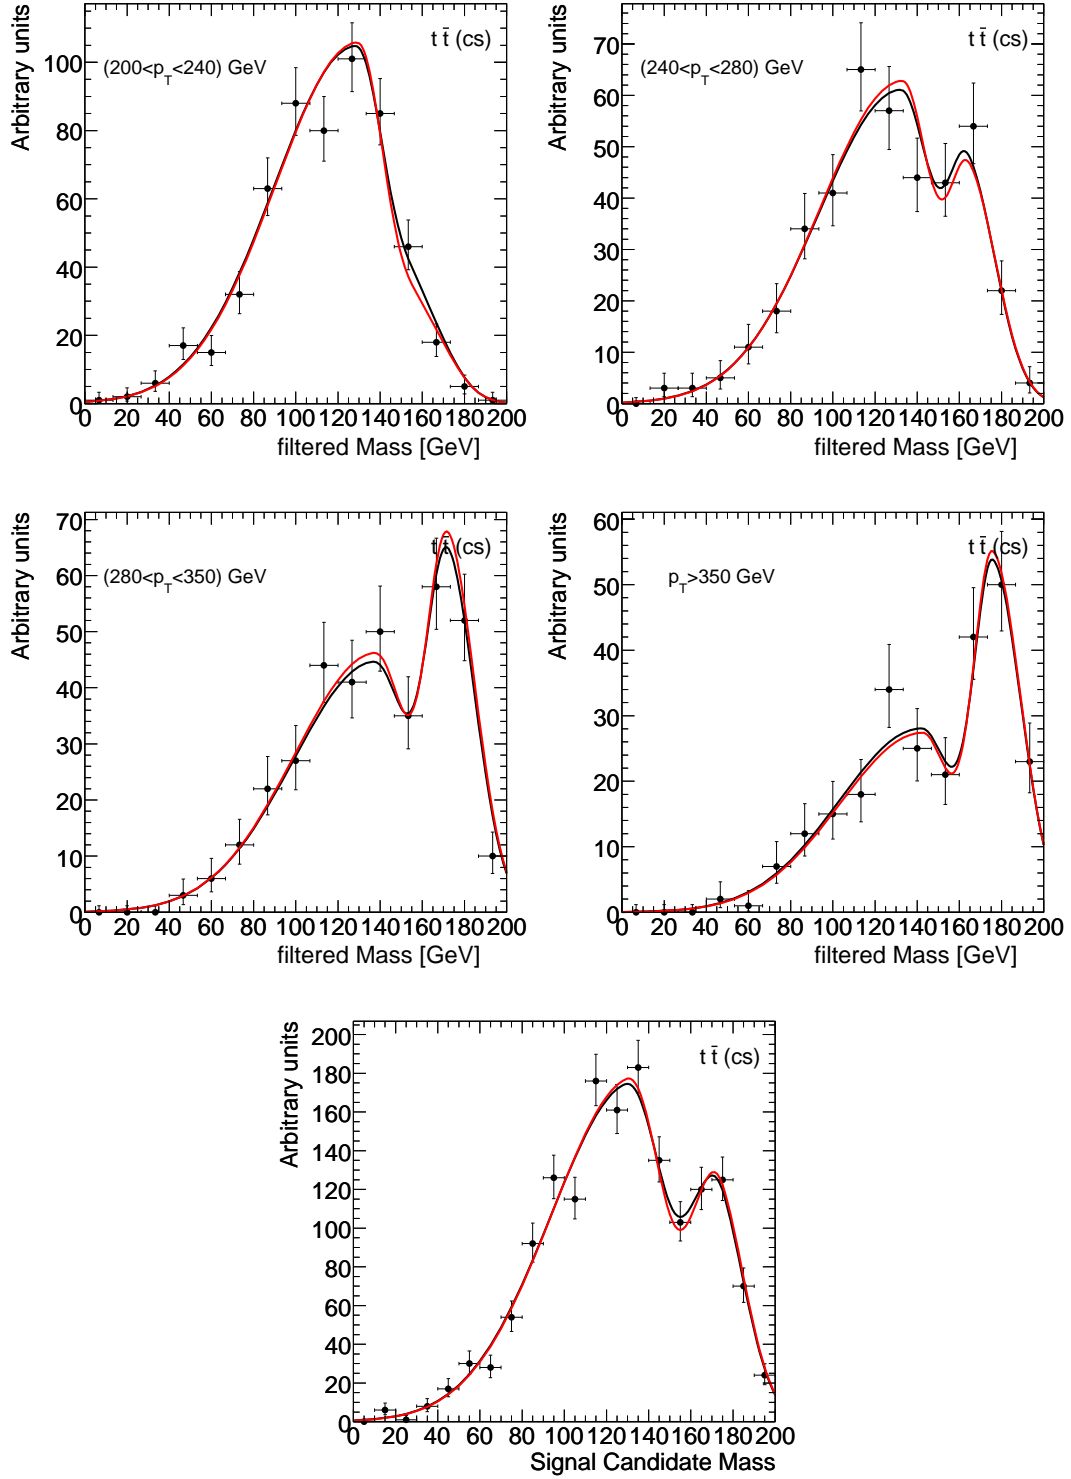 Arbitrary units
100
80
60
40
20
0
(200<p_T<240) GeV
t t̄ (cs)
0 20 40 60 80 100 120 140 160 180 200
filtered Mass [GeV]
Arbitrary units
70
60
50
40
30
20
10
0
(240<p_T<280) GeV
t t̄ (cs)
0 20 40 60 80 100 120 140 160 180 200
filtered Mass [GeV]
Arbitrary units
70
60
50
40
30
20
10
0
(280<p_T<350) GeV
t t̄ (cs)
0 20 40 60 80 100 120 140 160 180 200
filtered Mass [GeV]
Arbitrary units
60
50
40
30
20
10
0
p_T>350 GeV
t t̄ (cs)
0 20 40 60 80 100 120 140 160 180 200
filtered Mass [GeV]
Arbitrary units
200
180
160
140
120
100
80
60
40
20
0
t t̄ (cs)
0 20 40 60 80 100 120 140 160 180 200
Signal Candidate Mass